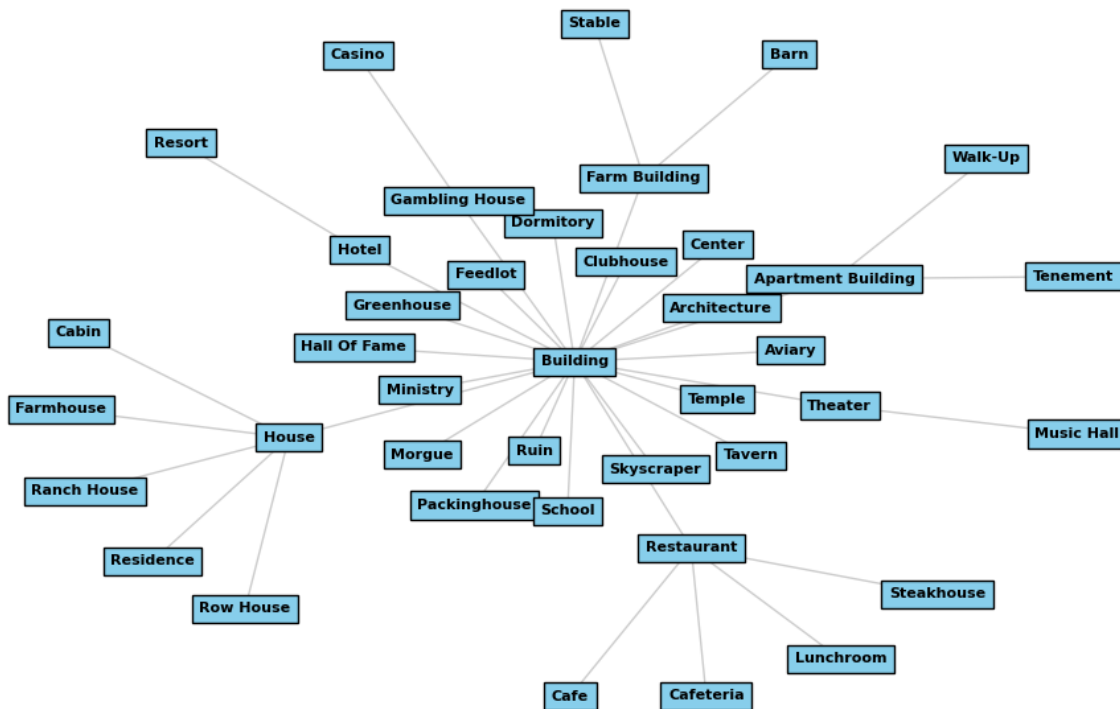 Stable
Casino
Barn
Resort
Walk-Up
Farm Building
Gambling House
Dormitory
Hotel
Center
Clubhouse
Feedlot
Apartment Building
Tenement
Greenhouse
Architecture
Cabin
Hall Of Fame
Aviary
Building
Ministry
Temple
Theater
Farmhouse
House
Music Hall
Morgue
Ruin
Tavern
Skyscraper
Ranch House
Packinghouse
School
Restaurant
Residence
Steakhouse
Row House
Lunchroom
Cafe
Cafeteria